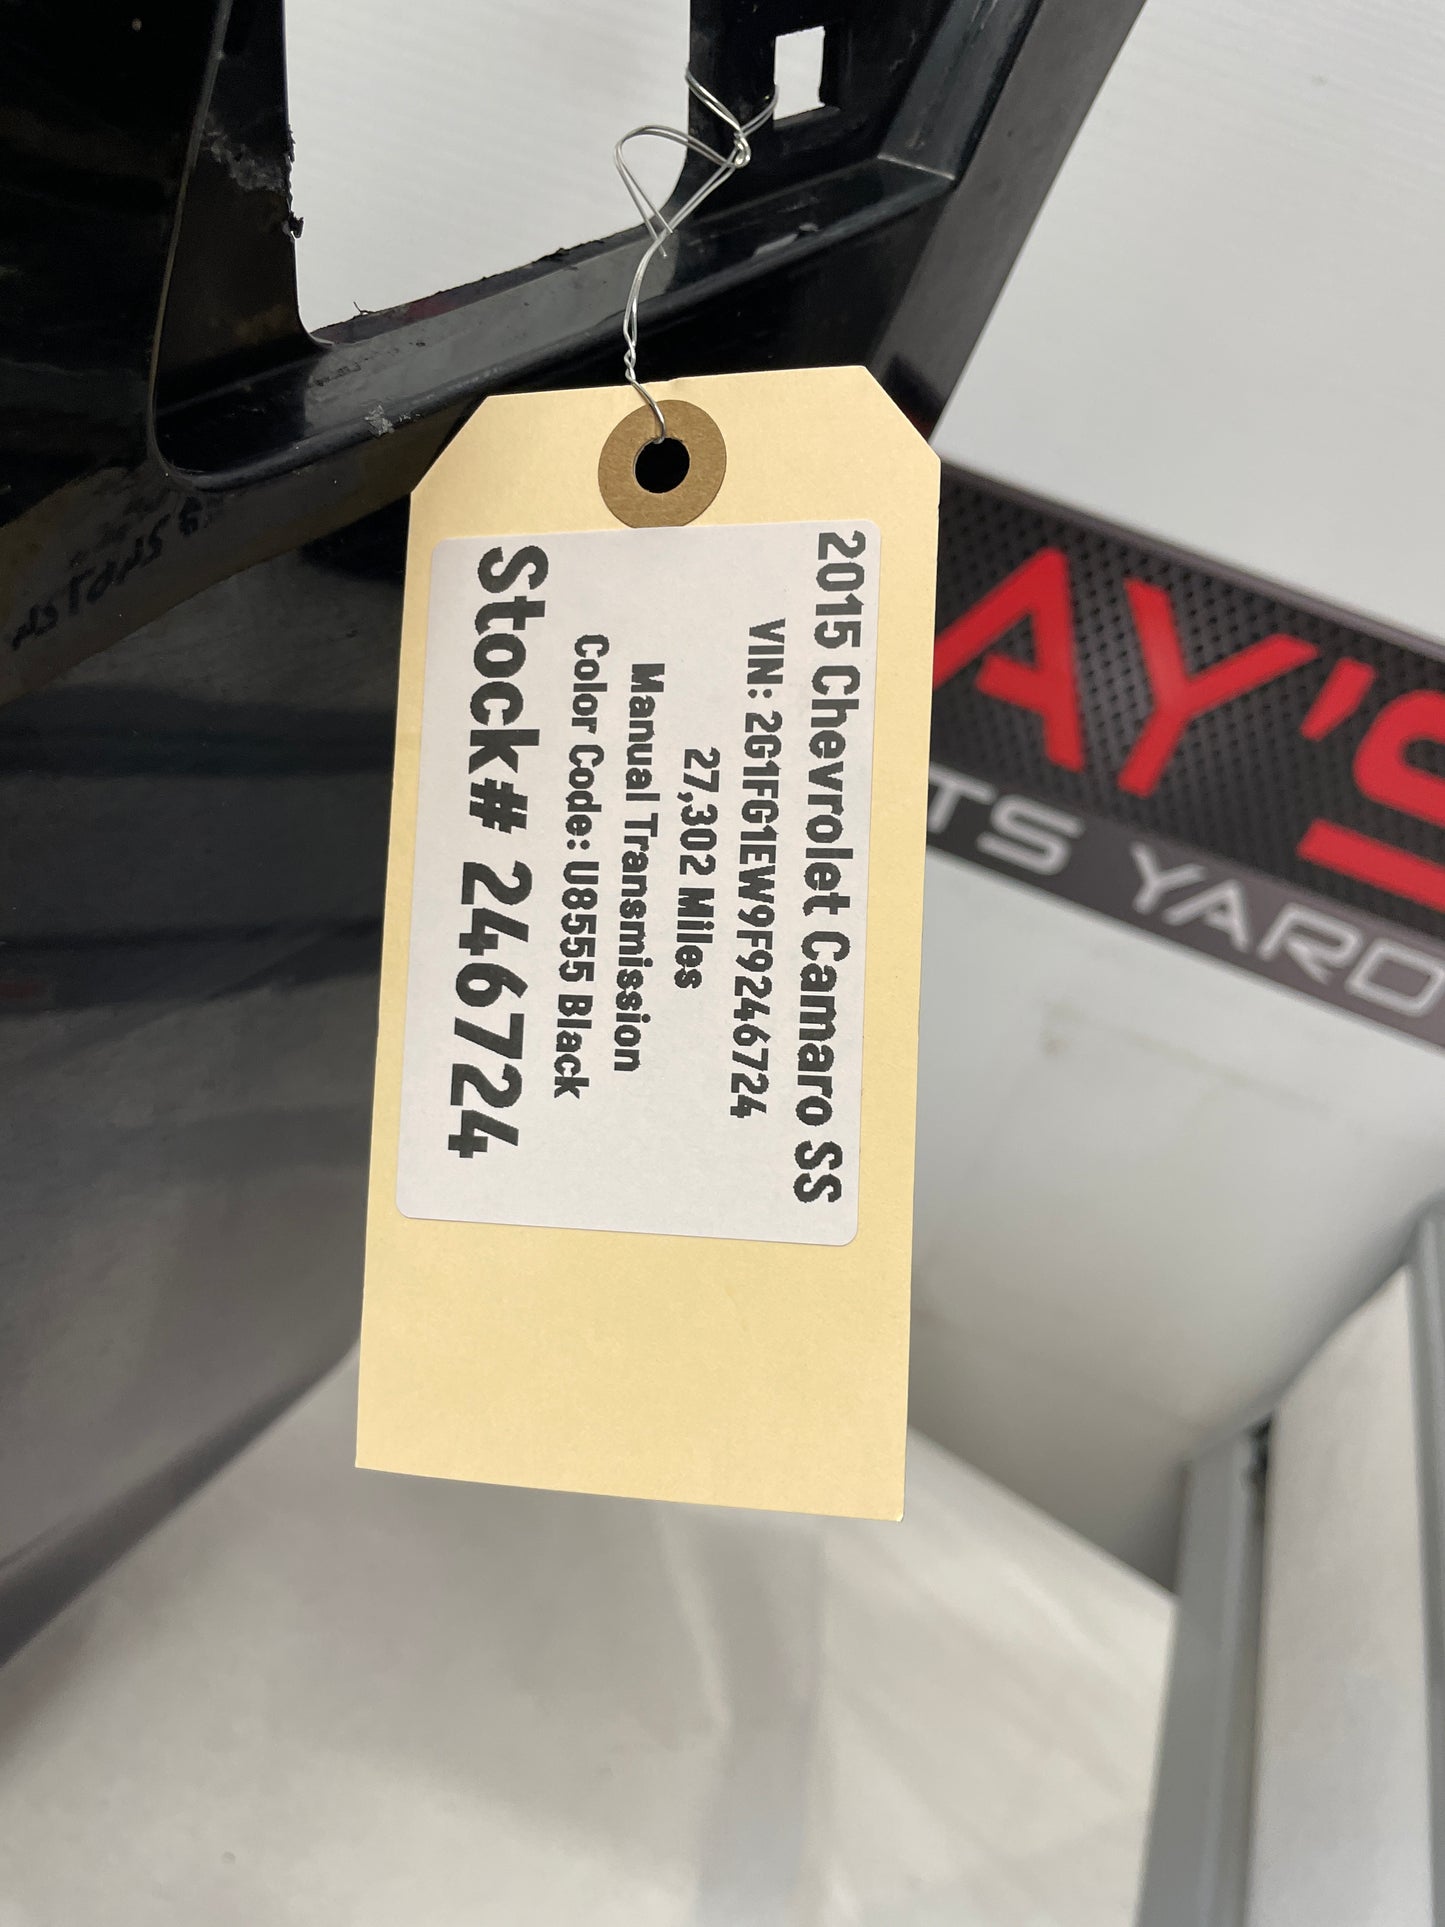 2015 Chevrolet Camaro SS
VIN: 2G1FG1EW9F9246724
27,302 Miles
Manual Transmission
Color Code: U8555 Black
Stock# 246724
AY'S
TS YARD